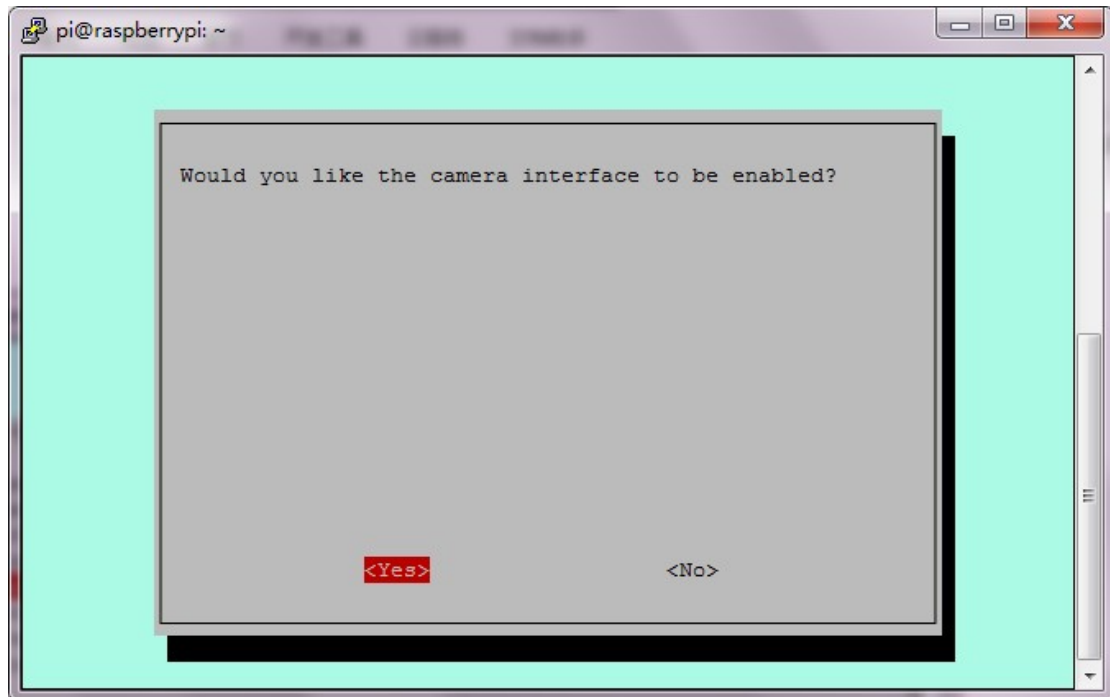 pi@raspberrypi: ~
Would you like the camera interface to be enabled?
<Yes> <No>